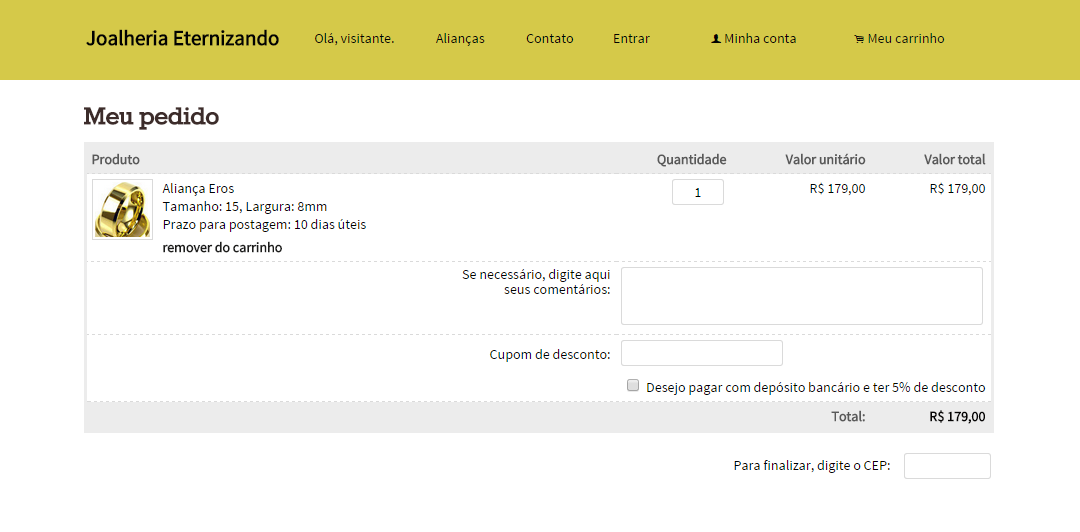 Joalheria Eternizando Olá, visitante. Alianças Contato Entrar Minha conta Meu carrinho
Meu pedido
Produto Quantidade Valor unitário Valor total
Aliança Eros 1 R$ 179,00 R$ 179,00
Tamanho: 15, Largura: 8mm
Prazo para postagem: 10 dias úteis
remover do carrinho
Se necessário, digite aqui
seus comentários:
Cupom de desconto:
Desejo pagar com depósito bancário e ter 5% de desconto
Total: R$ 179,00
Para finalizar, digite o CEP: